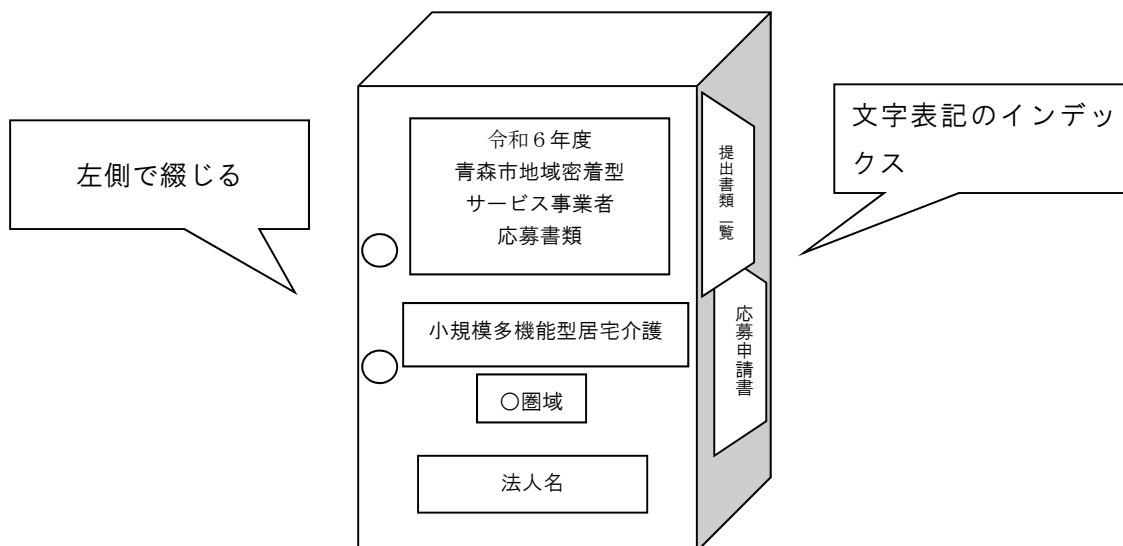 左側で綴じる
令和6年度
青森市地域密着型
サービス事業者
応募書類
小規模多機能型居宅介護
○圏域
法人名
提出書類一覧
応募申請書
文字表記のインデッ
クス